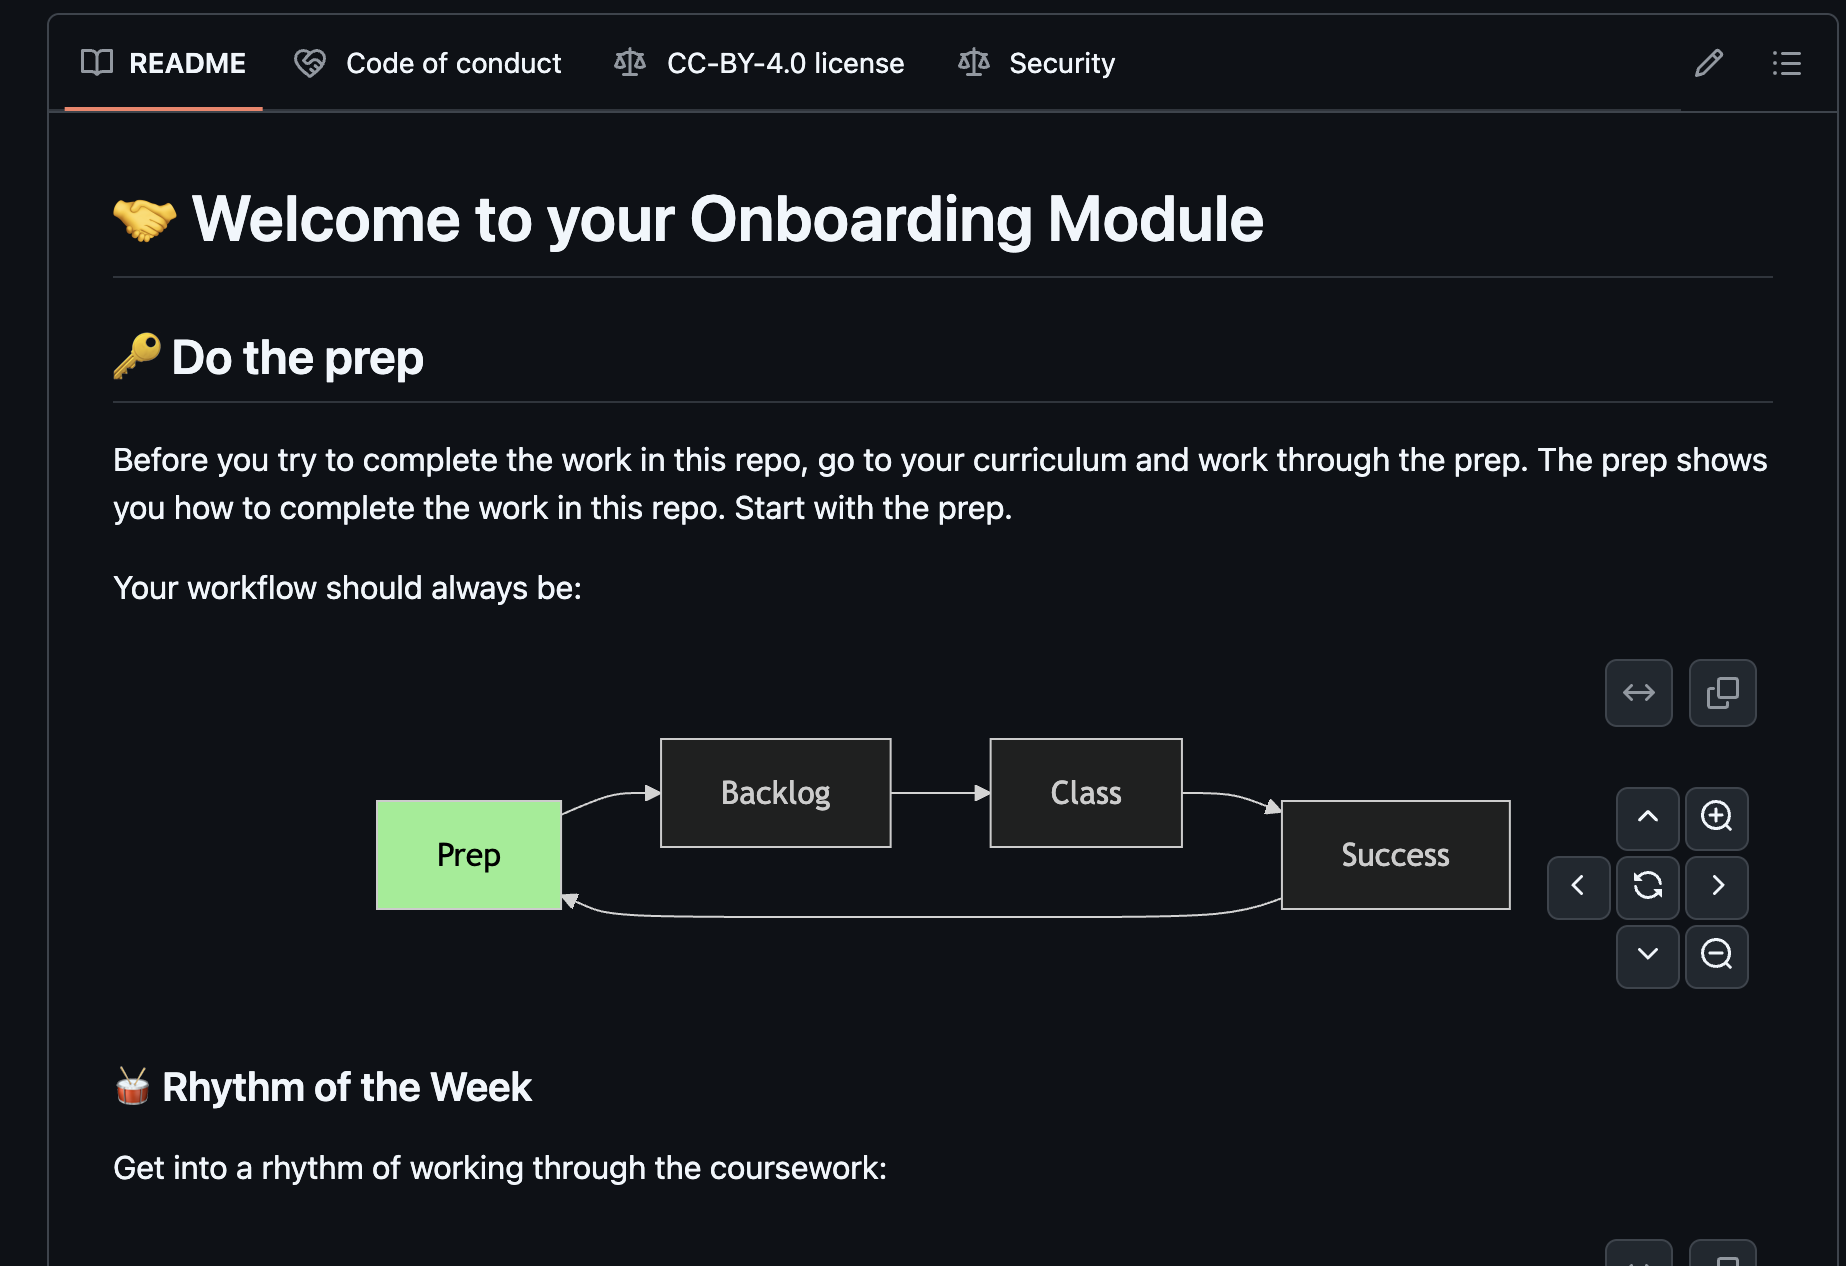 README Code of conduct CC-BY-4.0 license Security
🤝 Welcome to your Onboarding Module
🔑 Do the prep
Before you try to complete the work in this repo, go to your curriculum and work through the prep. The prep shows
you how to complete the work in this repo. Start with the prep.
Your workflow should always be:
Prep
Backlog
Class
Success
🥁 Rhythm of the Week
Get into a rhythm of working through the coursework: